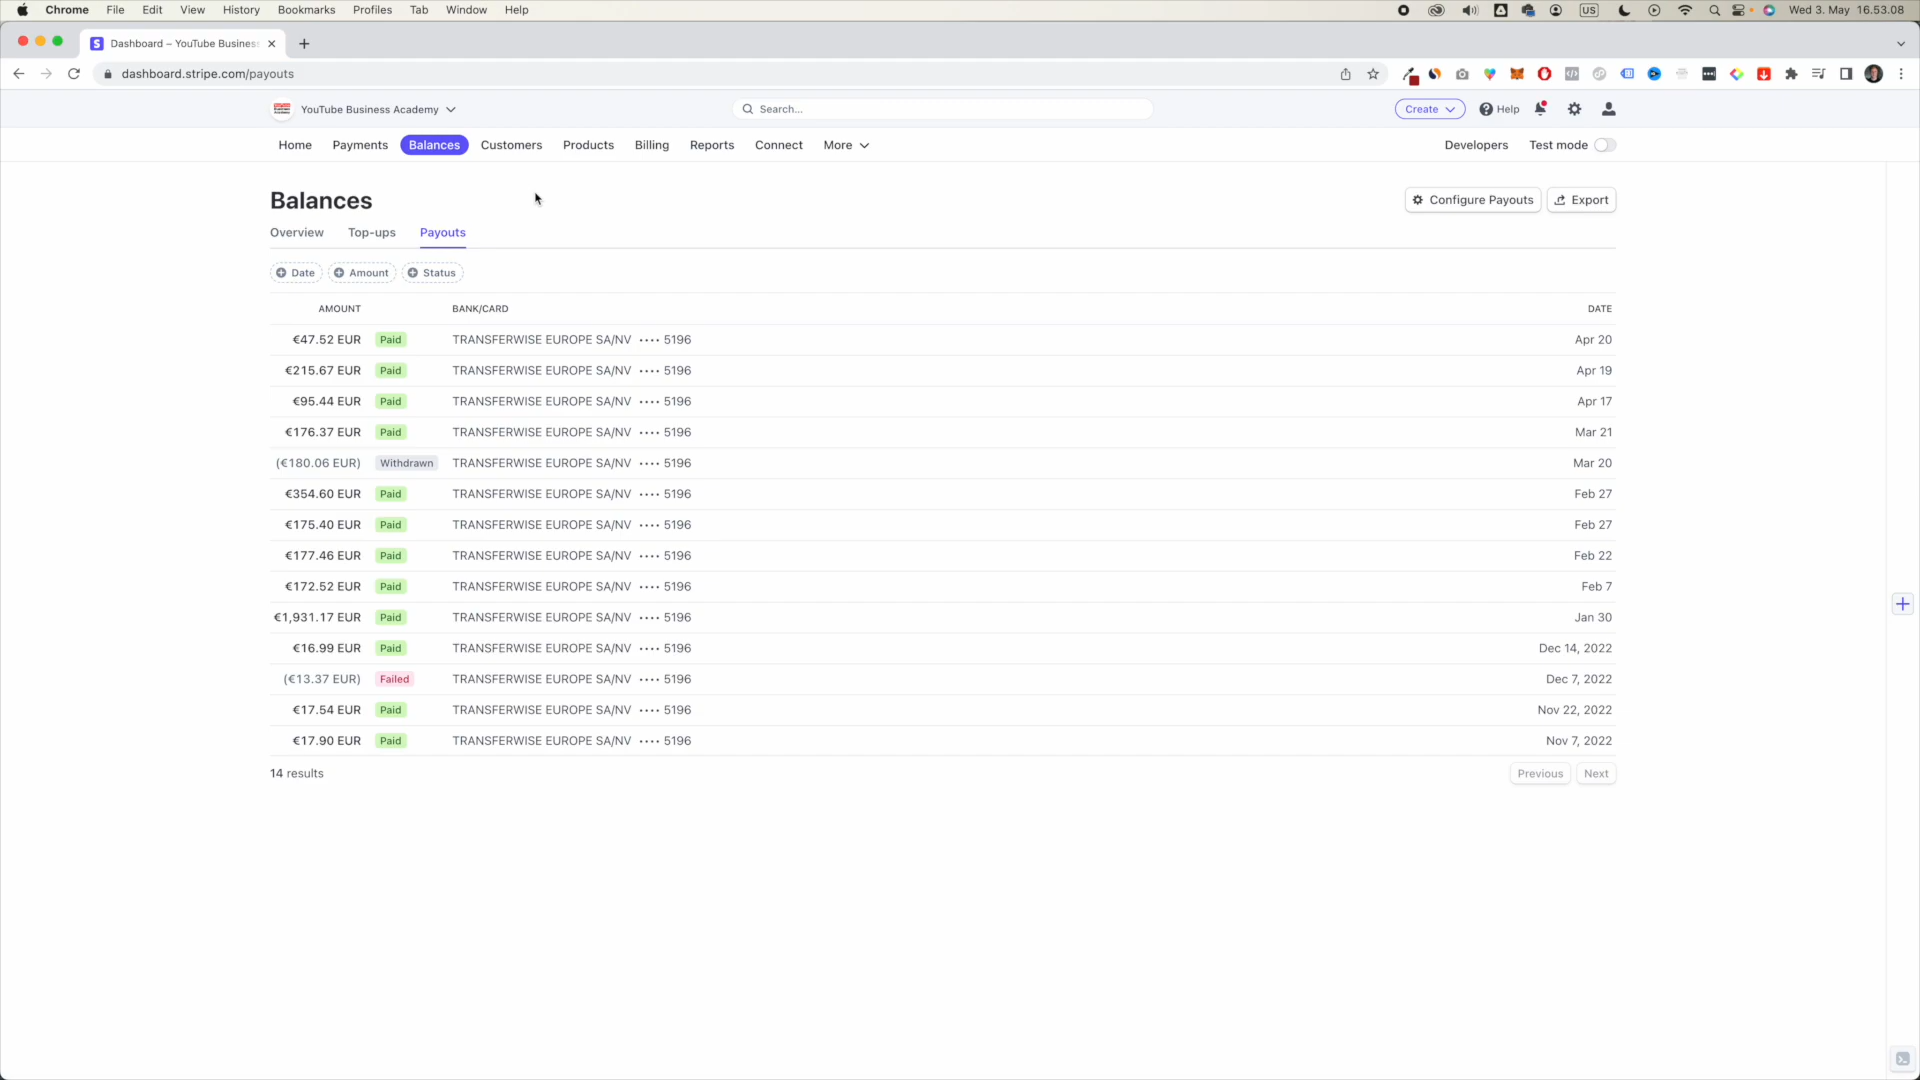 Chrome File Edit View History Bookmarks Profiles Tab Window Help US Wed 3. May 16.53.08
S Dashboard – YouTube Business
dashboard.stripe.com/payouts
YouTube Business Academy Search... Create Help
Home Payments Balances Customers Products Billing Reports Connect More Developers Test mode
Balances Configure Payouts Export
Overview Top-ups Payouts
Date Amount Status
AMOUNT BANK/CARD DATE
€47.52 EUR Paid TRANSFERWISE EUROPE SA/NV •••• 5196 Apr 20
€215.67 EUR Paid TRANSFERWISE EUROPE SA/NV •••• 5196 Apr 19
€95.44 EUR Paid TRANSFERWISE EUROPE SA/NV •••• 5196 Apr 17
€176.37 EUR Paid TRANSFERWISE EUROPE SA/NV •••• 5196 Mar 21
(€180.06 EUR) Withdrawn TRANSFERWISE EUROPE SA/NV •••• 5196 Mar 20
€354.60 EUR Paid TRANSFERWISE EUROPE SA/NV •••• 5196 Feb 27
€175.40 EUR Paid TRANSFERWISE EUROPE SA/NV •••• 5196 Feb 27
€177.46 EUR Paid TRANSFERWISE EUROPE SA/NV •••• 5196 Feb 22
€172.52 EUR Paid TRANSFERWISE EUROPE SA/NV •••• 5196 Feb 7
€1,931.17 EUR Paid TRANSFERWISE EUROPE SA/NV •••• 5196 Jan 30
€16.99 EUR Paid TRANSFERWISE EUROPE SA/NV •••• 5196 Dec 14, 2022
(€13.37 EUR) Failed TRANSFERWISE EUROPE SA/NV •••• 5196 Dec 7, 2022
€17.54 EUR Paid TRANSFERWISE EUROPE SA/NV •••• 5196 Nov 22, 2022
€17.90 EUR Paid TRANSFERWISE EUROPE SA/NV •••• 5196 Nov 7, 2022
14 results Previous Next